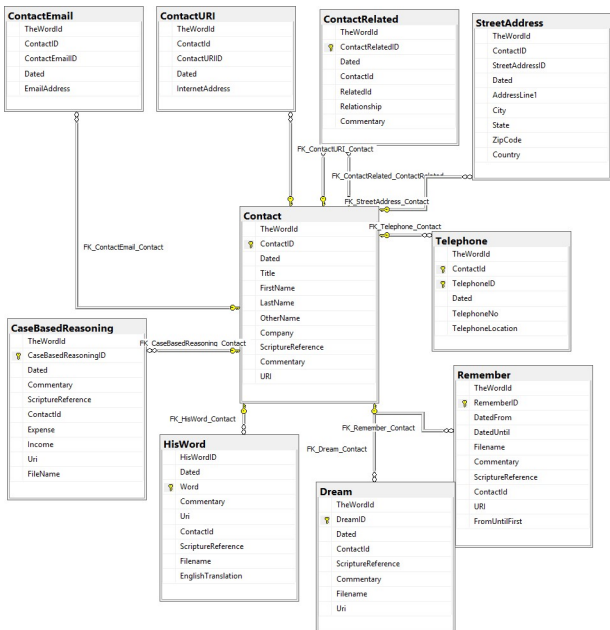 ContactEmail
TheWordId
ContactID
ContactEmailID
Dated
EmailAddress
ContactURI
TheWordId
ContactId
ContactURIID
Dated
InternetAddress
ContactRelated
TheWordId
ContactRelatedID
Dated
ContactId
RelatedId
Relationship
Commentary
StreetAddress
TheWordId
ContactID
StreetAddressID
Dated
AddressLine1
City
State
ZipCode
Country
FK_ContactURI_Contact
FK_ContactRelated_ContactRelated
FK_StreetAddress_Contact
FK_Telephone_Contact
FK_ContactEmail_Contact
Contact
TheWordId
ContactID
Dated
Title
FirstName
LastName
OtherName
Company
ScriptureReference
Commentary
URI
Telephone
TheWordId
ContactId
TelephoneID
Dated
TelephoneNo
TelephoneLocation
CaseBasedReasoning
TheWordId
CaseBasedReasoningID
Dated
Commentary
ScriptureReference
ContactId
Expense
Income
Uri
FileName
FK_CaseBasedReasoning_Contact
FK_HisWord_Contact
FK_Remember_Contact
FK_Dream_Contact
HisWord
HisWordID
Dated
Word
Commentary
Uri
ContactId
ScriptureReference
Filename
EnglishTranslation
Dream
TheWordId
DreamID
Dated
ContactId
ScriptureReference
Commentary
Filename
Uri
Remember
TheWordId
RememberID
DatedFrom
DatedUntil
Filename
Commentary
ScriptureReference
ContactId
URI
FromUntilFirst